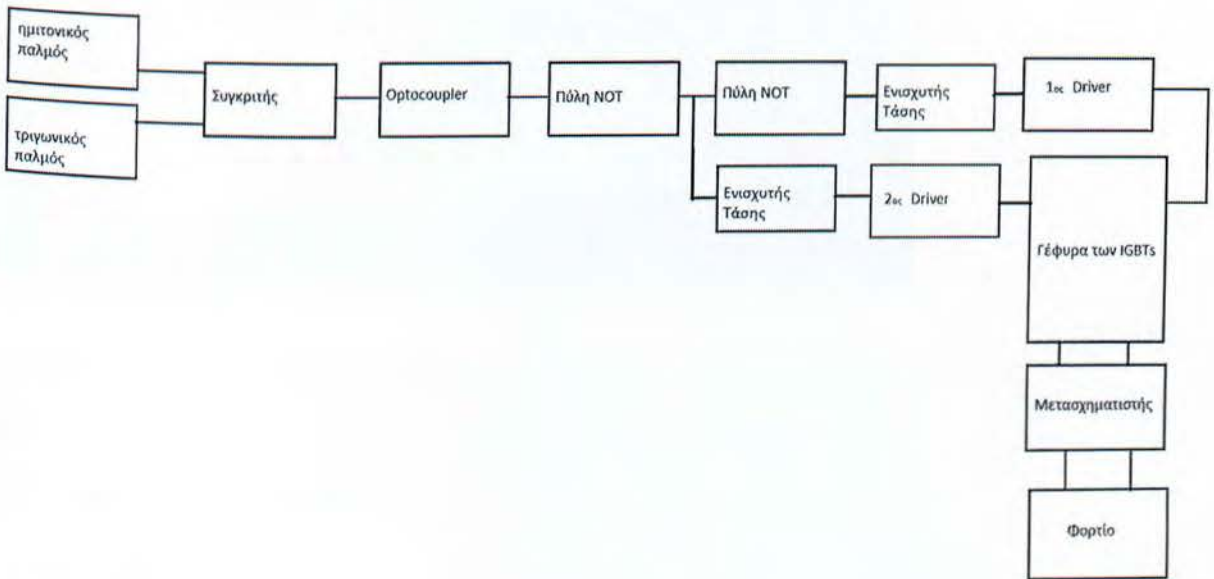 ημιτονικός
παλμός
τριγωνικός
παλμός
Συγκριτής
Optocoupler
Πύλη NOT
Πύλη NOT
Ενισχυτής
Τάσης
1ος Driver
Ενισχυτής
Τάσης
2ος Driver
Γέφυρα των IGBTs
Μετασχηματιστής
Φορτίο